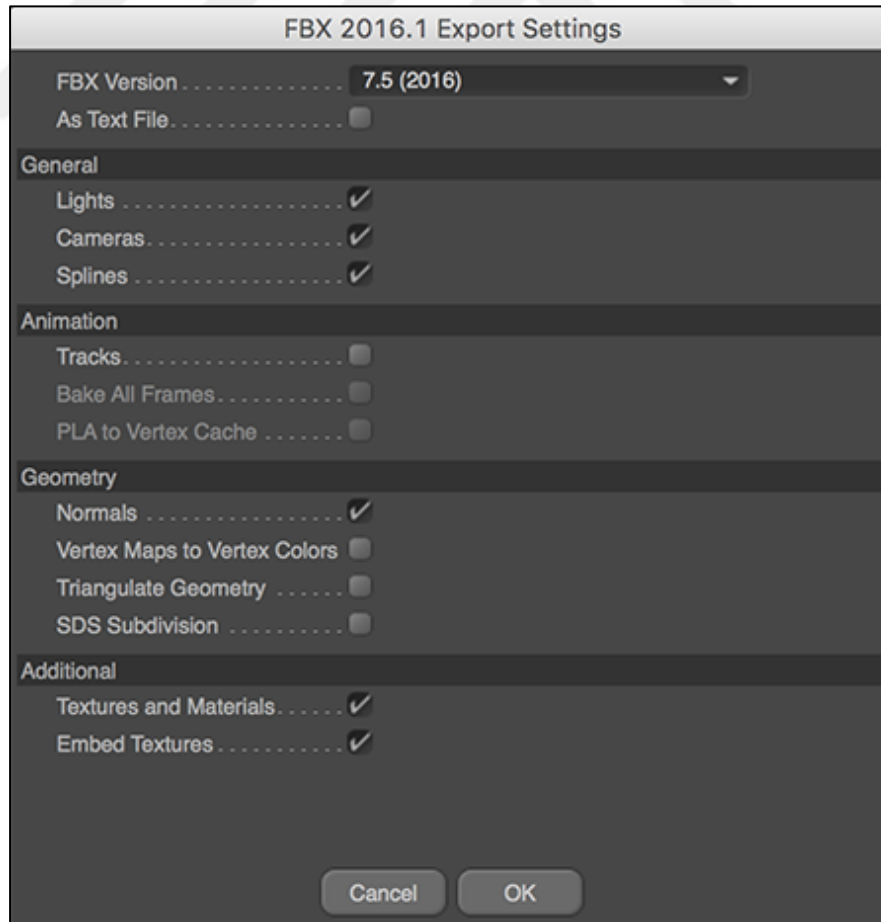 FBX 2016.1 Export Settings
FBX Version . . . . . . . . . . . . . . 7.5 (2016)
As Text File. . . . . . . . . . . . . . .
General
Lights . . . . . . . . . . . . . . . . . . .
Cameras. . . . . . . . . . . . . . . . .
Splines . . . . . . . . . . . . . . . . . .
Animation
Tracks. . . . . . . . . . . . . . . . . . .
Bake All Frames. . . . . . . . . . .
PLA to Vertex Cache . . . . . . .
Geometry
Normals . . . . . . . . . . . . . . . . .
Vertex Maps to Vertex Colors
Triangulate Geometry . . . . . .
SDS Subdivision . . . . . . . . . .
Additional
Textures and Materials. . . . . .
Embed Textures . . . . . . . . . . .
Cancel OK